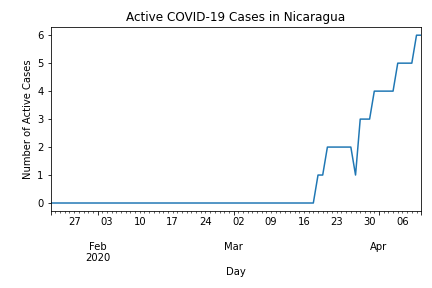 Active COVID-19 Cases in Nicaragua
Number of Active Cases
6
5
4
3
2
1
0
27 03 10 17 24 02 09 16 23 30 06
Feb Mar Apr
2020
Day